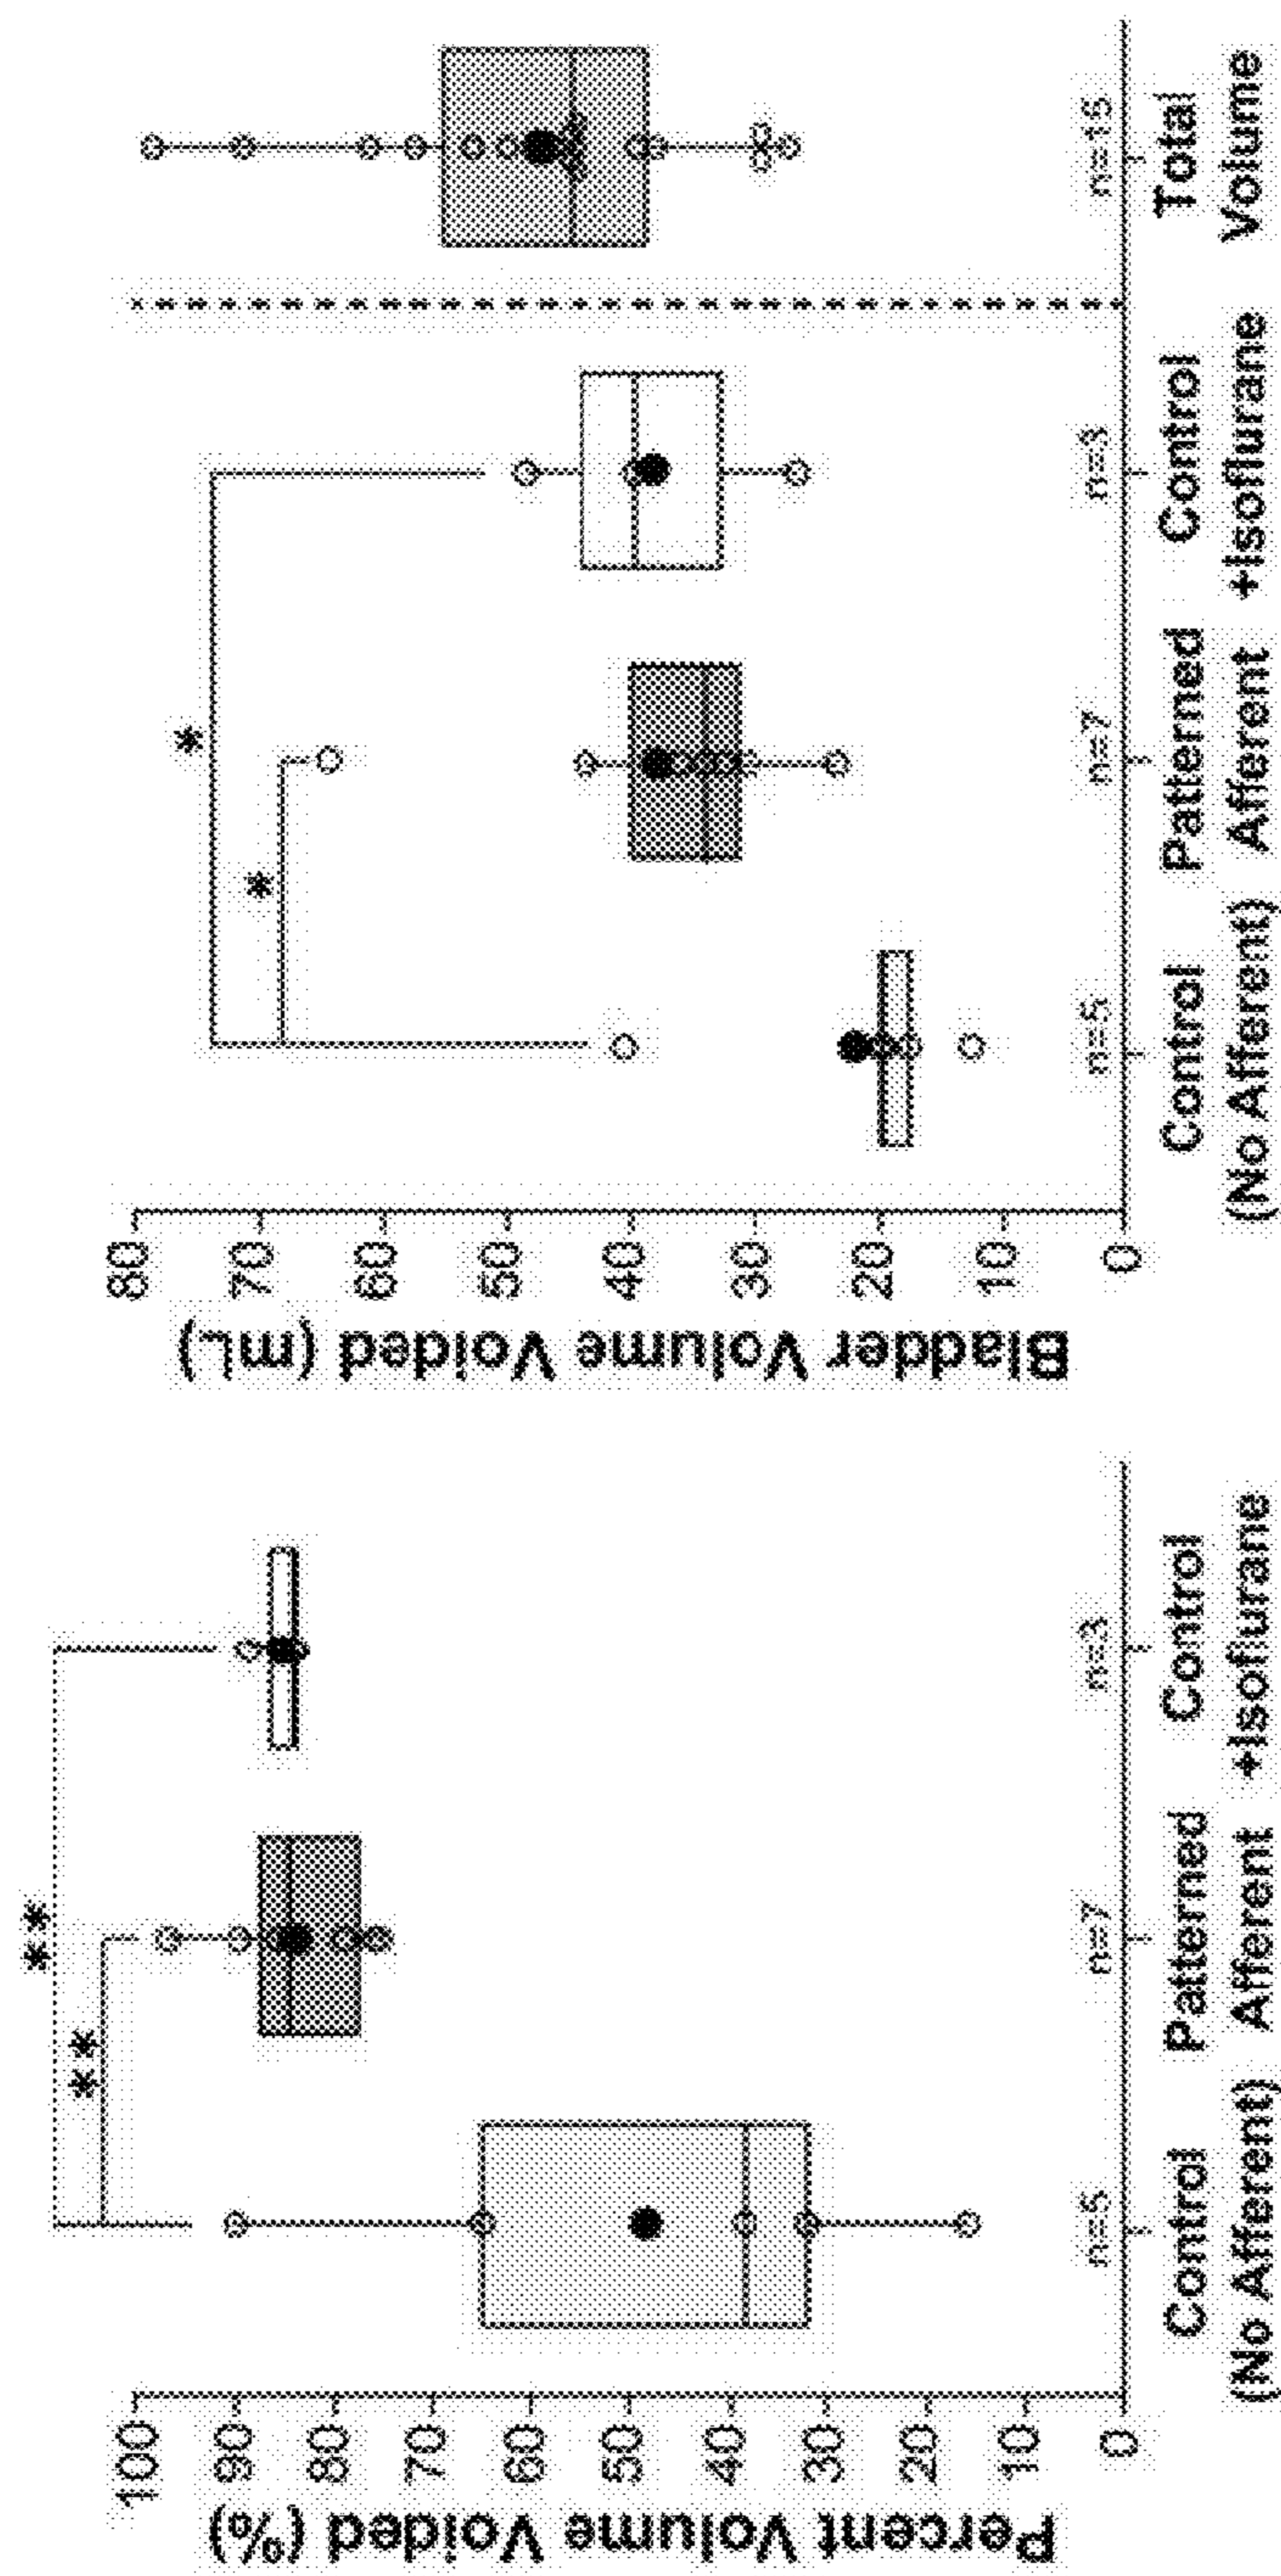 Percent Volume Voided (%)
100
90
80
70
60
50
40
30
20
10
0
**
**
n=5
n=7
n=3
Control
(No Afferent)
Patterned
Afferent
Control
+Isoflurane
Bladder Volume Voided (mL)
80
70
60
50
40
30
20
10
0
*
*
n=5
n=7
n=3
n=15
Control
(No Afferent)
Patterned
Afferent
Control
+Isoflurane
Total
Volume